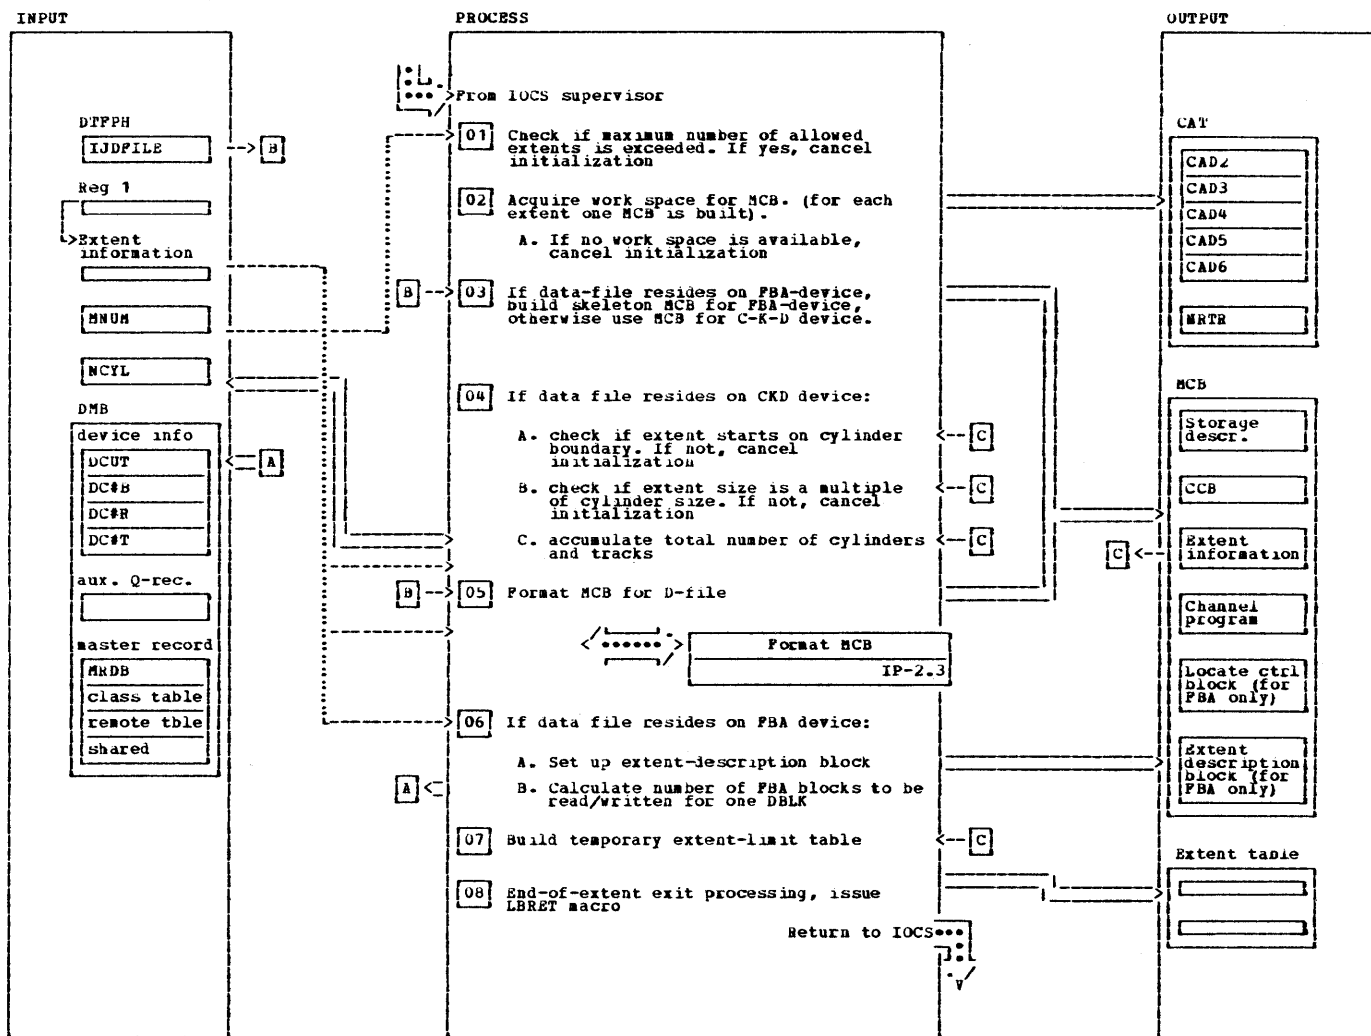 INPUT
DTFPH
IJDFILE
B
Reg 1
Extent
information
MNUM
NCYL
DMB
device info
DCUT
DC#B
DC#R
DC#T
A
aux. Q-rec.
master record
MRDB
class table
remote tble
shared
PROCESS
From IOCS supervisor
01 Check if maximum number of allowed
extents is exceeded. If yes, cancel
initialization
02 Acquire work space for MCB. (for each
extent one MCB is built).
A. If no work space is available,
cancel initialization
B 03 If data-file resides on FBA-device,
build skeleton MCB for FBA-device,
otherwise use MCB for C-K-D device.
04 If data file resides on CKD device:
A. check if extent starts on cylinder
boundary. If not, cancel
initialization
C
B. check if extent size is a multiple
of cylinder size. If not, cancel
initialization
C
C. accumulate total number of cylinders
and tracks
C
B 05 Format MCB for D-file
Format MCB
IP-2.3
06 If data file resides on FBA device:
A. Set up extent-description block
A
B. Calculate number of FBA blocks to be
read/written for one DBLK
07 Build temporary extent-limit table
C
08 End-of-extent exit processing, issue
LBRET macro
Return to IOCS
OUTPUT
CAT
CAD2
CAD3
CAD4
CAD5
CAD6
MRTR
MCB
Storage
descr.
CCB
C
Extent
information
Channel
program
Locate ctrl
block (for
FBA only)
Extent
description
block (for
FBA only)
Extent table